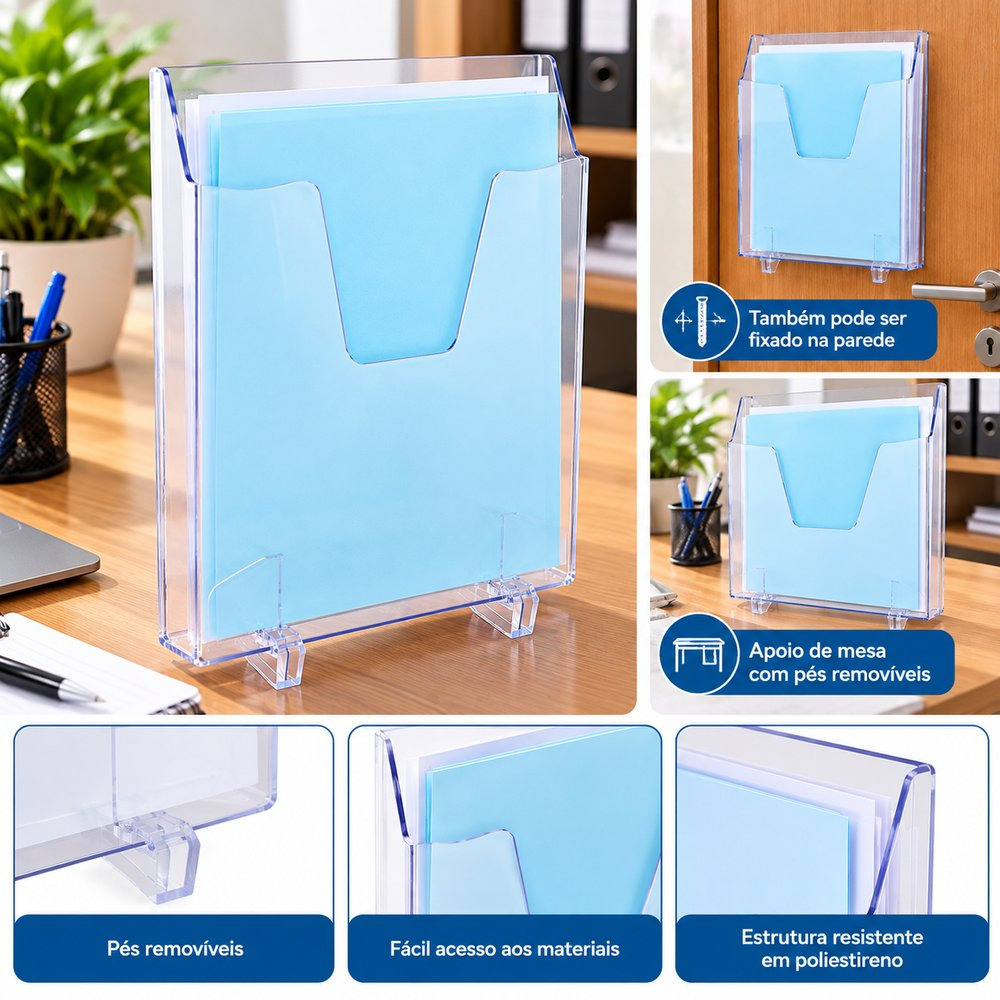 Também pode ser
fixado na parede
Apoio de mesa
com pés removíveis
Pés removíveis
Fácil acesso aos materiais
Estrutura resistente
em poliestireno